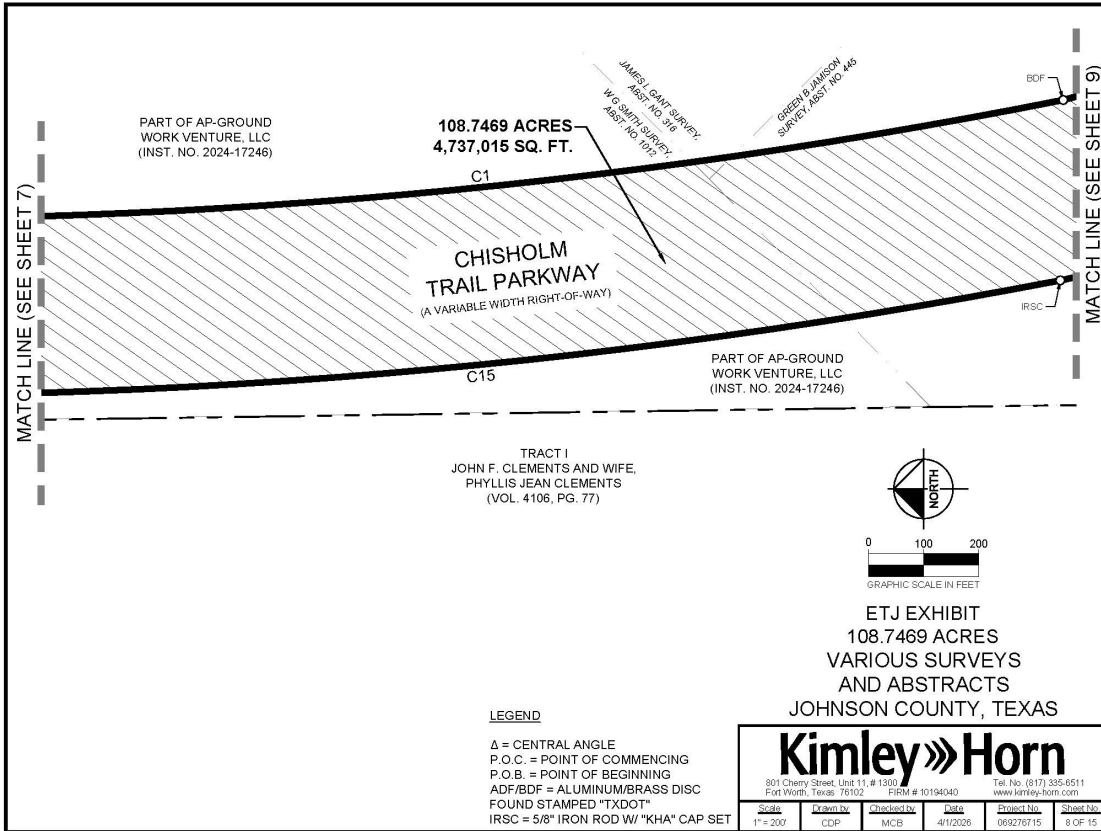 PART OF AP-GROUND
WORK VENTURE, LLC
(INST. NO. 2024-17246)
108.7469 ACRES
4,737,015 SQ. FT.
JAMES L GANT SURVEY,
ABST. NO. 316
W G SMITH SURVEY,
ABST. NO. 1012
GREEN B JAMISON
SURVEY, ABST. NO. 445
BDF
MATCH LINE (SEE SHEET 7)
MATCH LINE (SEE SHEET 9)
C1
CHISHOLM
TRAIL PARKWAY
(A VARIABLE WIDTH RIGHT-OF-WAY)
IRSC
C15
PART OF AP-GROUND
WORK VENTURE, LLC
(INST. NO. 2024-17246)
TRACT I
JOHN F. CLEMENTS AND WIFE,
PHYLLIS JEAN CLEMENTS
(VOL. 4106, PG. 77)
NORTH
0 100 200
GRAPHIC SCALE IN FEET
ETJ EXHIBIT
108.7469 ACRES
VARIOUS SURVEYS
AND ABSTRACTS
JOHNSON COUNTY, TEXAS
LEGEND
Δ = CENTRAL ANGLE
P.O.C. = POINT OF COMMENCING
P.O.B. = POINT OF BEGINNING
ADF/BDF = ALUMINUM/BRASS DISC
FOUND STAMPED "TXDOT"
IRSC = 5/8" IRON ROD W/ "KHA" CAP SET
Kimley»Horn
801 Cherry Street, Unit 11, # 1300 Tel. No. (817) 335-6511
Fort Worth, Texas 76102 FIRM # 10194040 www.kimley-horn.com
Scale Drawn by Checked by Date Project No. Sheet No.
1" = 200' CDP MCB 4/1/2026 069276715 8 OF 15